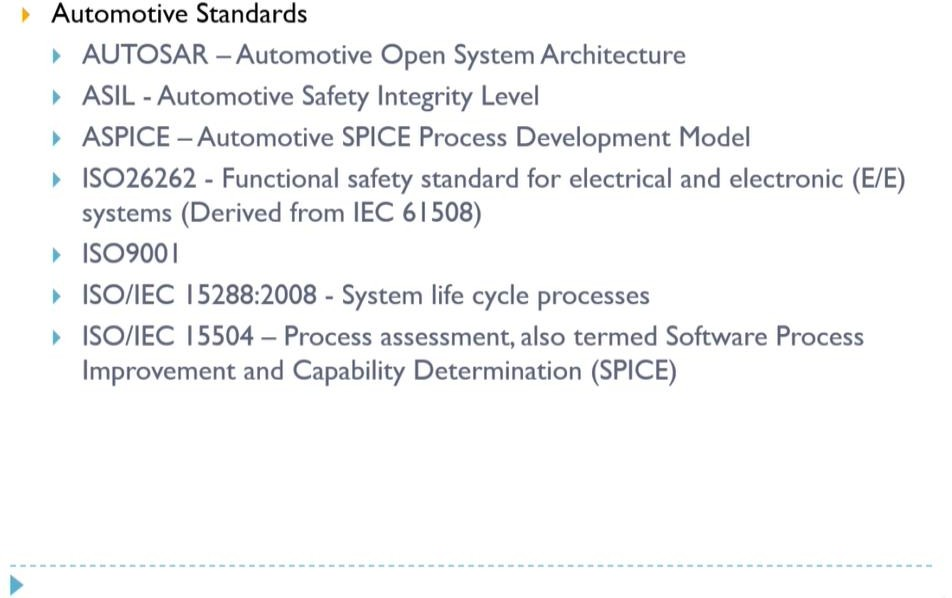 Automotive Standards
AUTOSAR – Automotive Open System Architecture
ASIL - Automotive Safety Integrity Level
ASPICE – Automotive SPICE Process Development Model
ISO26262 - Functional safety standard for electrical and electronic (E/E)
systems (Derived from IEC 61508)
ISO9001
ISO/IEC 15288:2008 - System life cycle processes
ISO/IEC 15504 – Process assessment, also termed Software Process
Improvement and Capability Determination (SPICE)